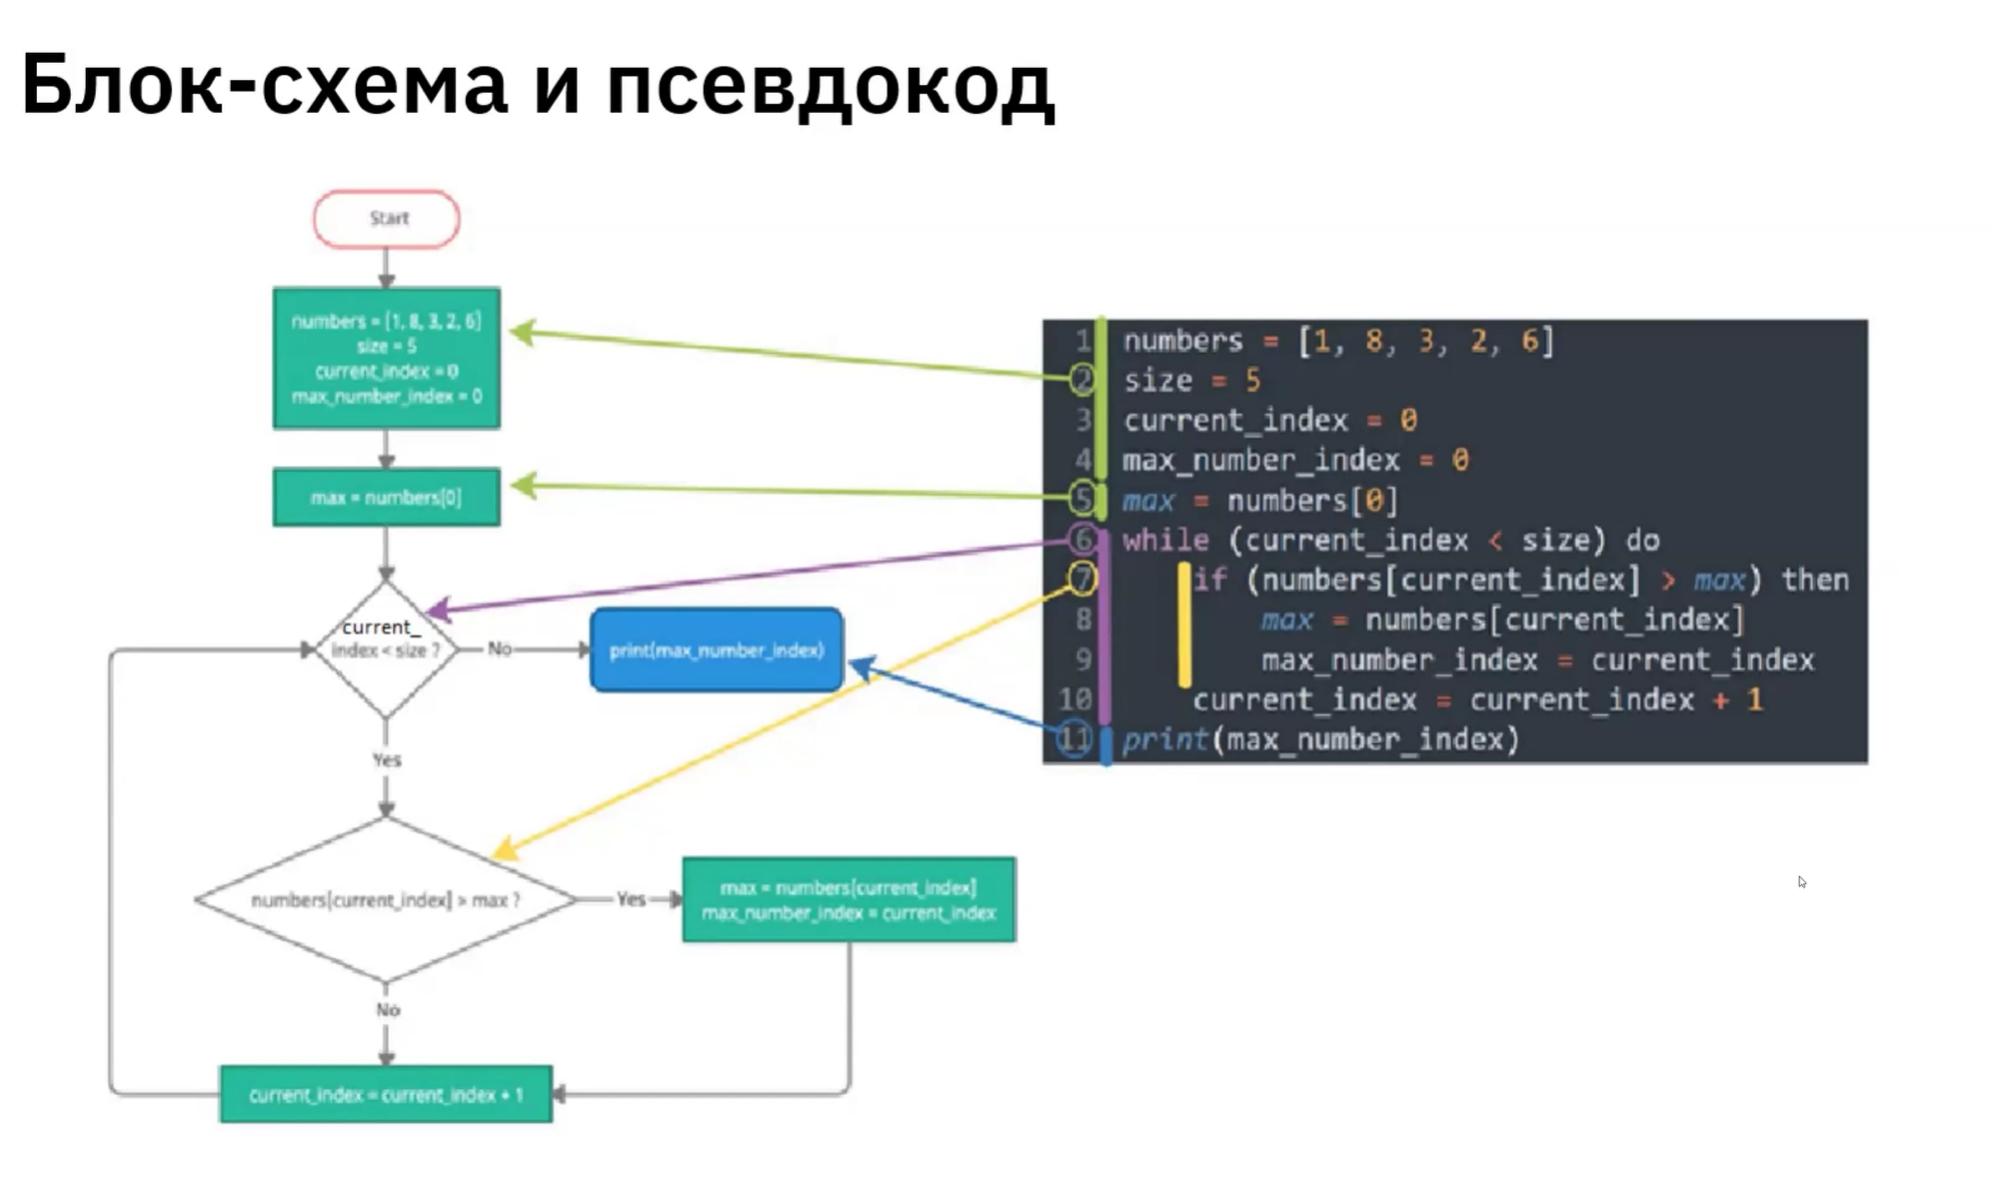 Блок-схема и псевдокод
Start
numbers = [1, 8, 3, 2, 6]
size = 5
current_index = 0
max_number_index = 0
max = numbers[0]
current_
index < size ?
No
print(max_number_index)
Yes
numbers[current_index] > max ?
Yes
max = numbers[current_index]
max_number_index = current_index
No
current_index = current_index + 1
1 numbers = [1, 8, 3, 2, 6]
2 size = 5
3 current_index = 0
4 max_number_index = 0
5 max = numbers[0]
6 while (current_index < size) do
7 if (numbers[current_index] > max) then
8 max = numbers[current_index]
9 max_number_index = current_index
10 current_index = current_index + 1
11 print(max_number_index)